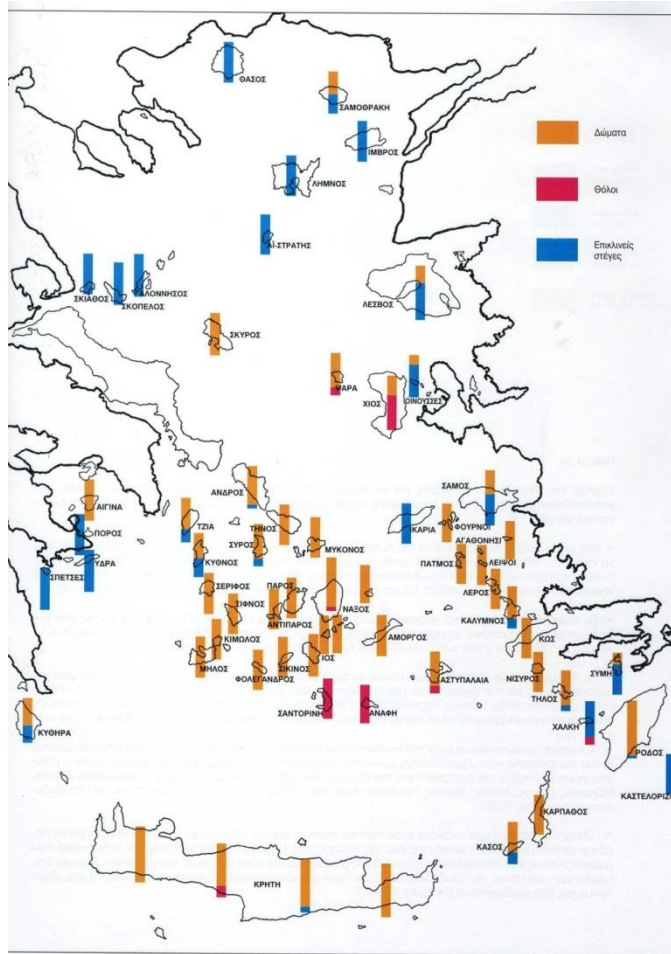 ΘΑΣΟΣ
ΣΑΜΟΘΡΑΚΗ
ΙΜΒΡΟΣ
ΛΗΜΝΟΣ
ΑΪ-ΣΤΡΑΤΗΣ
Δώματα
Θόλοι
Επικλινείς
στέγες
ΣΚΙΑΘΟΣ
ΣΚΟΠΕΛΟΣ
ΑΛΟΝΝΗΣΟΣ
ΛΕΣΒΟΣ
ΣΚΥΡΟΣ
ΨΑΡΑ
ΧΙΟΣ
ΟΙΝΟΥΣΣΕΣ
ΑΝΔΡΟΣ
ΣΑΜΟΣ
ΑΙΓΙΝΑ
ΤΖΙΑ
ΤΗΝΟΣ
ΙΚΑΡΙΑ
ΦΟΥΡΝΟΙ
ΠΟΡΟΣ
ΣΥΡΟΣ
ΜΥΚΟΝΟΣ
ΑΓΑΘΟΝΗΣΙ
ΥΔΡΑ
ΚΥΘΝΟΣ
ΠΑΤΜΟΣ
ΛΕΙΨΟΙ
ΣΠΕΤΣΕΣ
ΣΕΡΙΦΟΣ
ΠΑΡΟΣ
ΛΕΡΟΣ
ΣΙΦΝΟΣ
ΝΑΞΟΣ
ΑΝΤΙΠΑΡΟΣ
ΚΑΛΥΜΝΟΣ
ΚΙΜΩΛΟΣ
ΑΜΟΡΓΟΣ
ΚΩΣ
ΜΗΛΟΣ
ΦΟΛΕΓΑΝΔΡΟΣ
ΣΙΚΙΝΟΣ
ΙΟΣ
ΑΣΤΥΠΑΛΑΙΑ
ΝΙΣΥΡΟΣ
ΣΥΜΗ
ΤΗΛΟΣ
ΣΑΝΤΟΡΙΝΗ
ΑΝΑΦΗ
ΧΑΛΚΗ
ΚΥΘΗΡΑ
ΡΟΔΟΣ
ΚΑΣΤΕΛΟΡΙΖ
ΚΑΡΠΑΘΟΣ
ΚΑΣΟΣ
ΚΡΗΤΗ